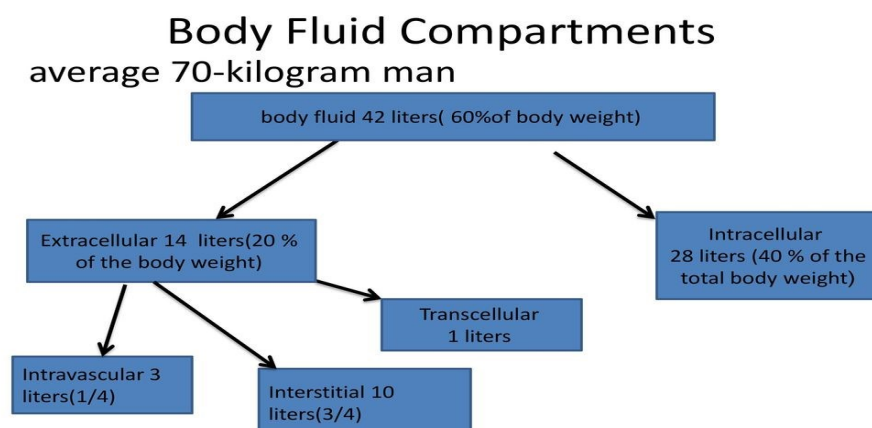 Body Fluid Compartments
average 70-kilogram man
body fluid 42 liters( 60%of body weight)
Extracellular 14  liters(20 %
of the body weight)
Intracellular
28 liters (40 % of the
total body weight)
Transcellular
1 liters
Intravascular 3
liters(1/4)
Interstitial 10
liters(3/4)